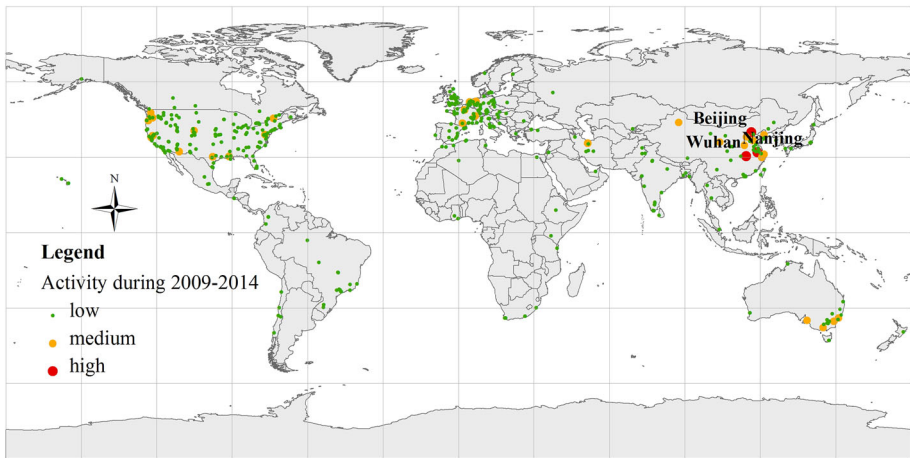 Beijing
Wuhan Nanjing
N
Legend
Activity during 2009-2014
low
medium
high